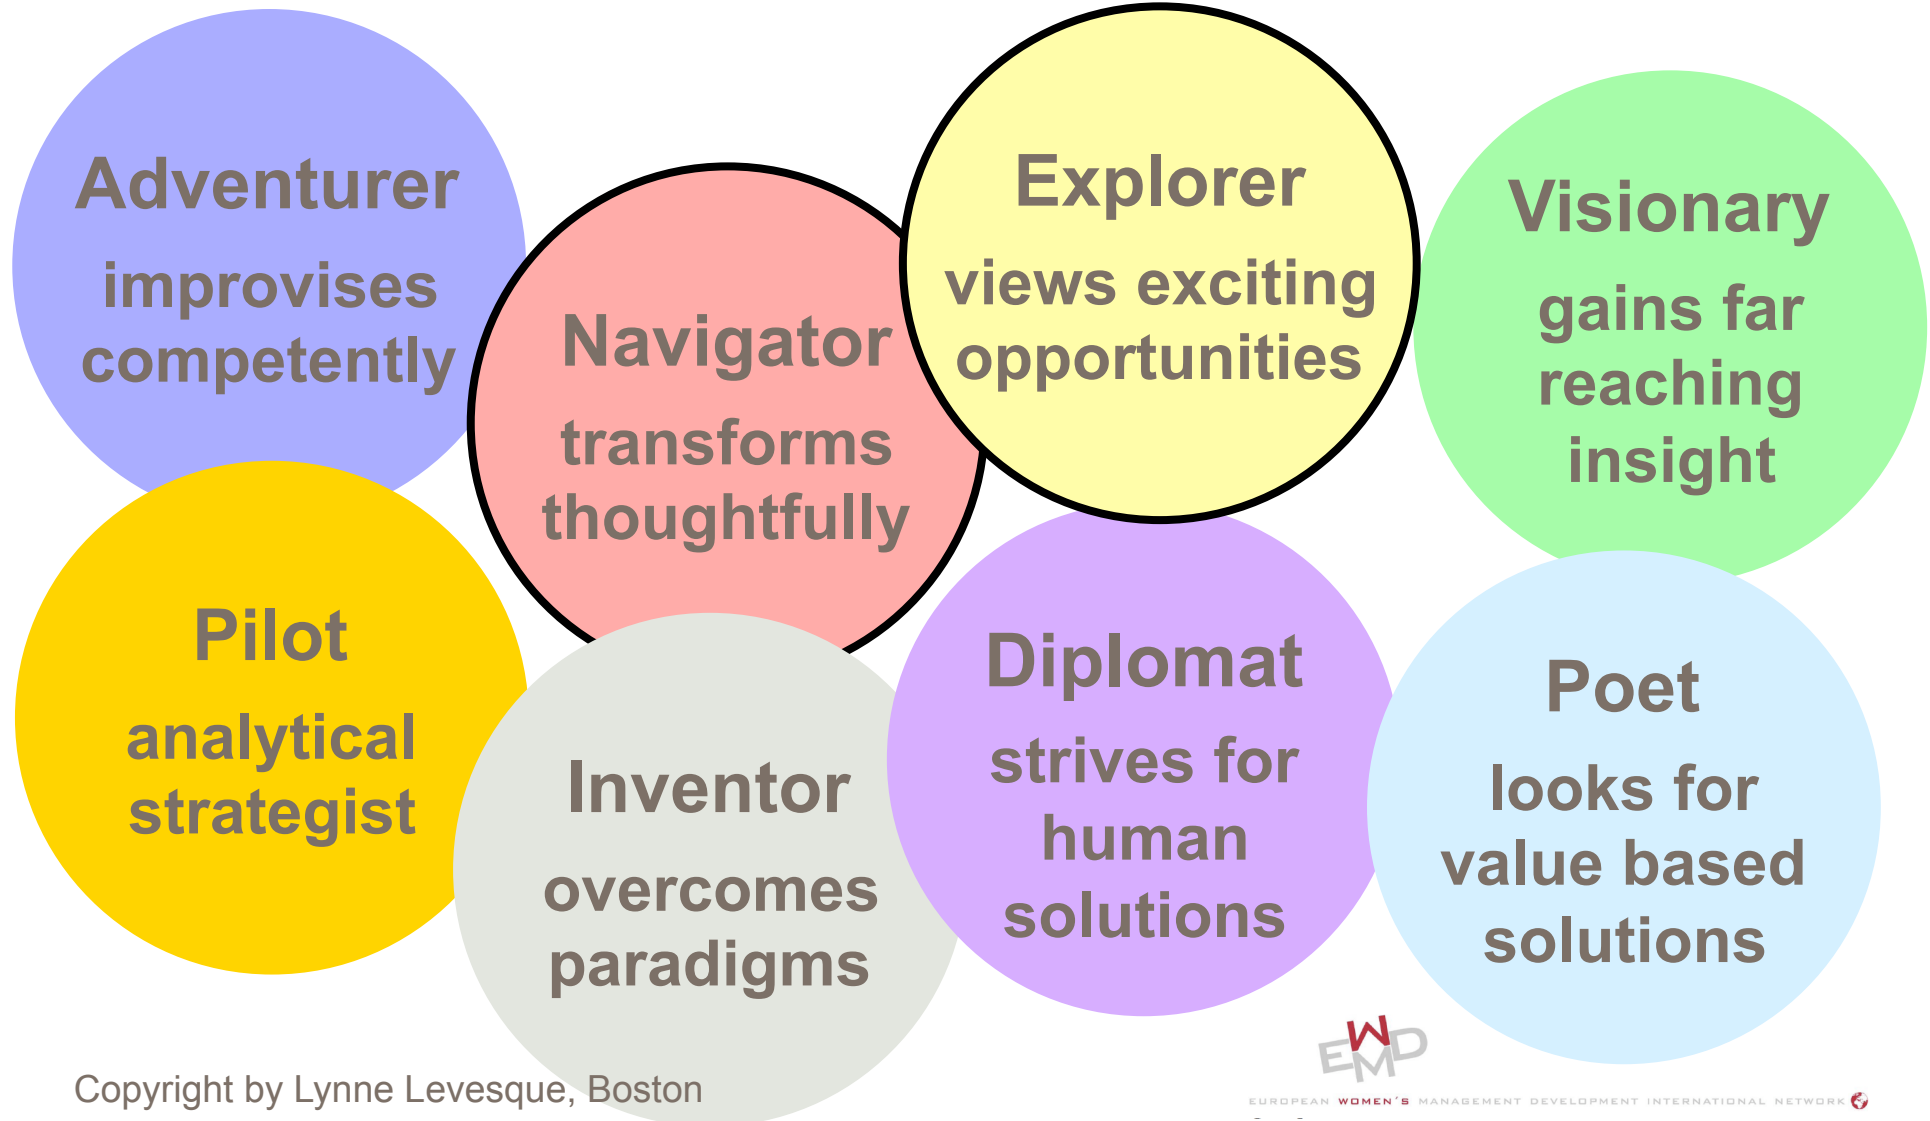 Adventurer
improvises
competently
Navigator
transforms
thoughtfully
Explorer
views exciting
opportunities
Visionary
gains far
reaching
insight
Pilot
analytical
strategist
Inventor
overcomes
paradigms
Diplomat
strives for
human
solutions
Poet
looks for
value based
solutions
Copyright by Lynne Levesque, Boston
EWMD
EUROPEAN WOMEN'S MANAGEMENT DEVELOPMENT INTERNATIONAL NETWORK